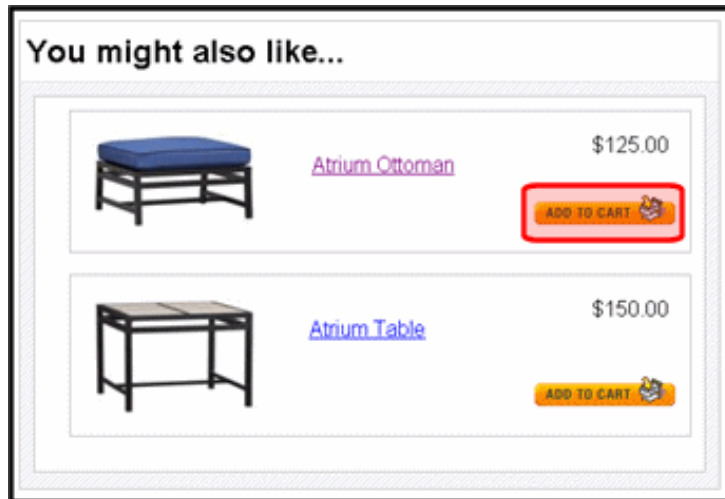 You might also like...
$125.00
Atrium Ottoman
ADD TO CART
$150.00
Atrium Table
ADD TO CART